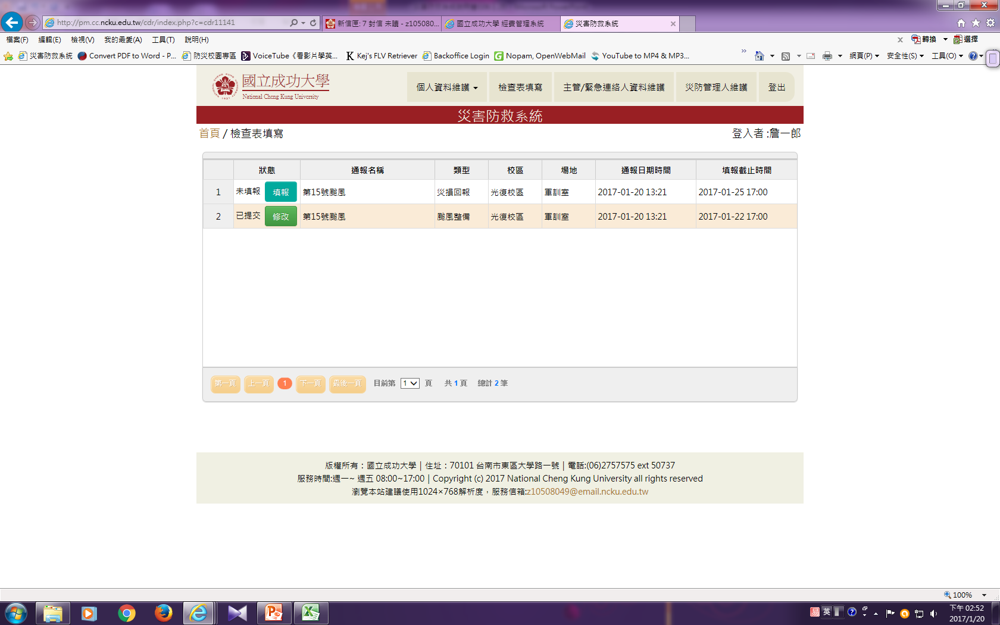 http://pm.cc.ncku.edu.tw/cdr/index.php?c=cdr11141
新信匣: 7 封信 未讀 - z105080...
國立成功大學 經費管理系統
災害防救系統
檔案(F) 編輯(E) 檢視(V) 我的最愛(A) 工具(T) 說明(H)
轉換 選擇
災害防救系統 Convert PDF to Word - P... 防災校園專區 VoiceTube《看影片學英... Kej's FLV Retriever Backoffice Login Nopam, OpenWebMail YouTube to MP4 & MP3...
網頁(P) 安全性(S) 工具(O)
國立成功大學
National Cheng Kung University
個人資料維護 檢查表填寫 主管/緊急連絡人資料維護 災防管理人維護 登出
災害防救系統
首頁 / 檢查表填寫
登入者 :詹一郎
狀態 通報名稱 類型 校區 場地 通報日期時間 填報截止時間
1 未填報 填報 第15號颱風 災損回報 光復校區 軍訓室 2017-01-20 13:21 2017-01-25 17:00
2 已提交 修改 第15號颱風 颱風整備 光復校區 軍訓室 2017-01-20 13:21 2017-01-22 17:00
第一頁 上一頁 1 下一頁 最後一頁 目前第 1 頁 共 1 頁 總計 2 筆
版權所有：國立成功大學 | 住址：70101 台南市東區大學路一號 | 電話:(06)2757575 ext 50737
服務時間:週一~ 週五 08:00~17:00 | Copyright (c) 2017 National Cheng Kung University all rights reserved
瀏覽本站建議使用1024×768解析度，服務信箱:z10508049@email.ncku.edu.tw
100%
易 英
下午 02:52
2017/1/20